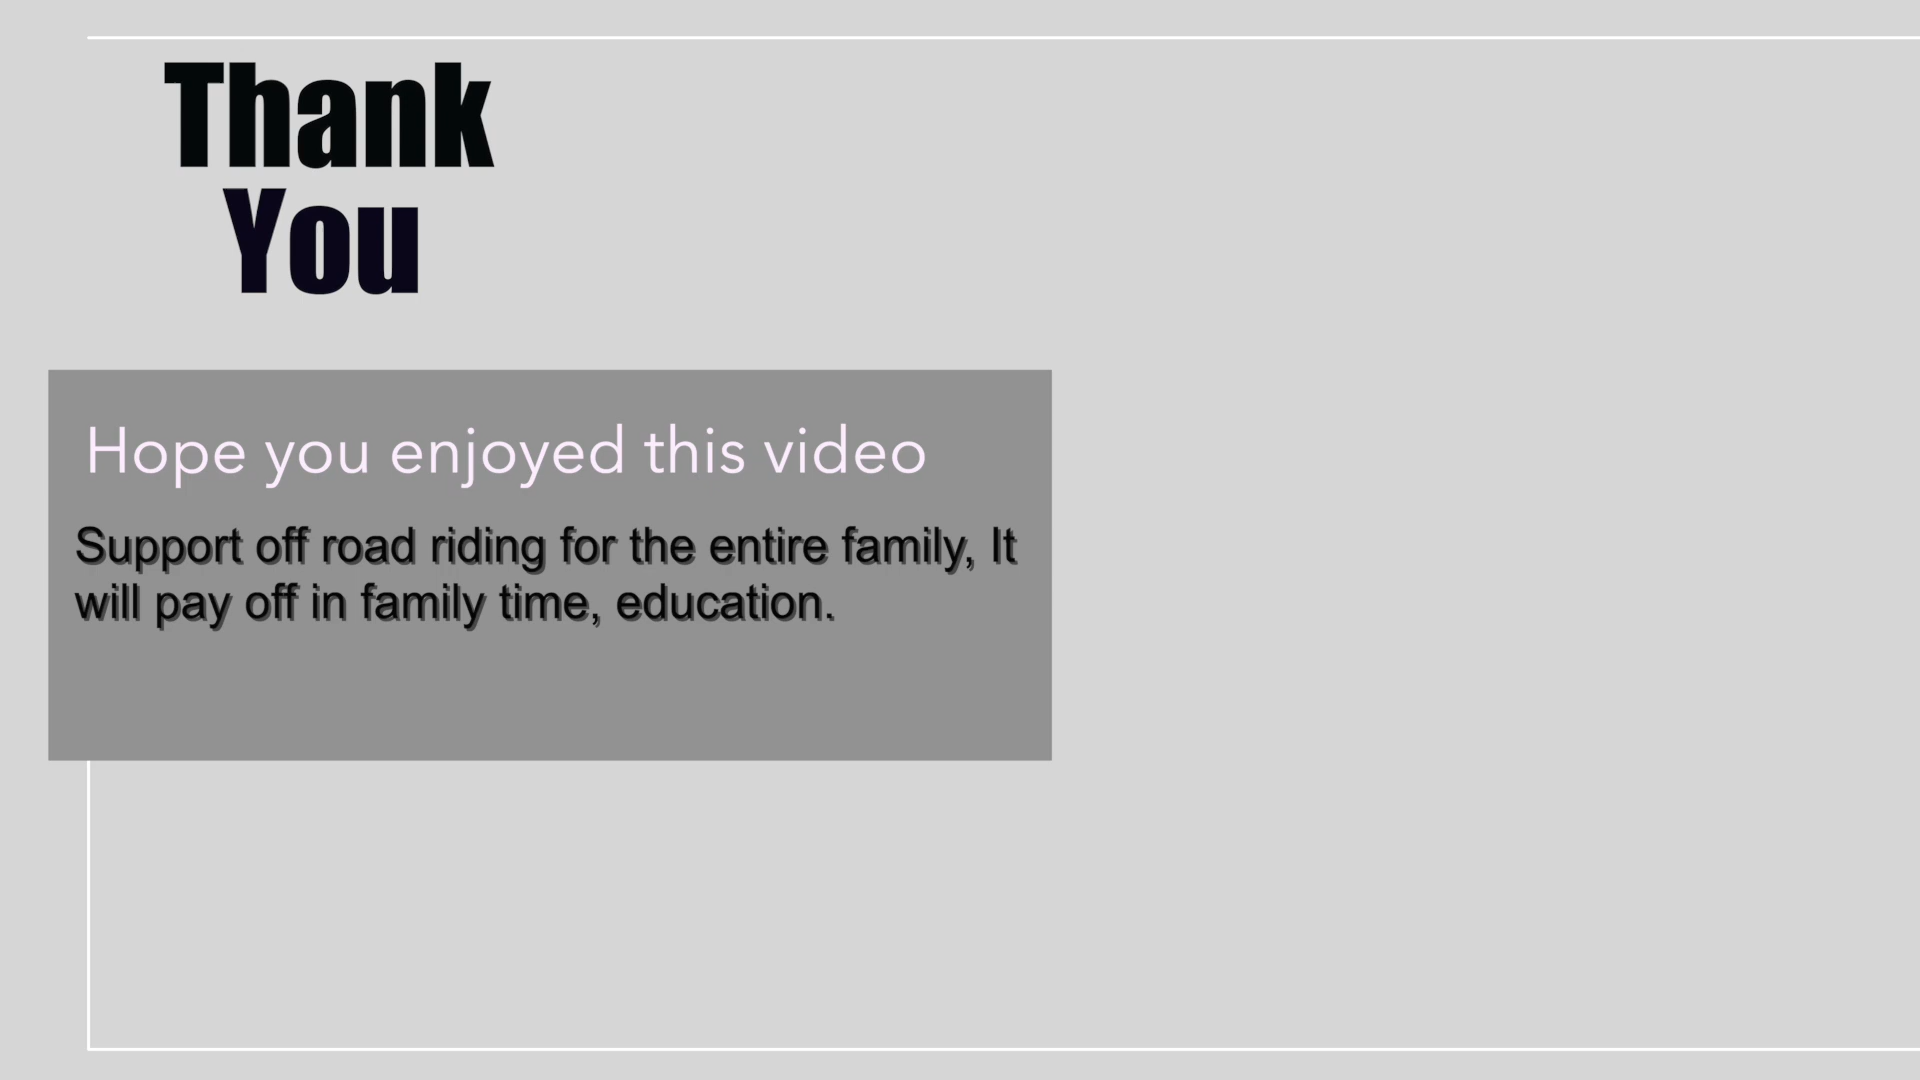 Thank
You
Hope you enjoyed this video
Support off road riding for the entire family, It
will pay off in family time, education.